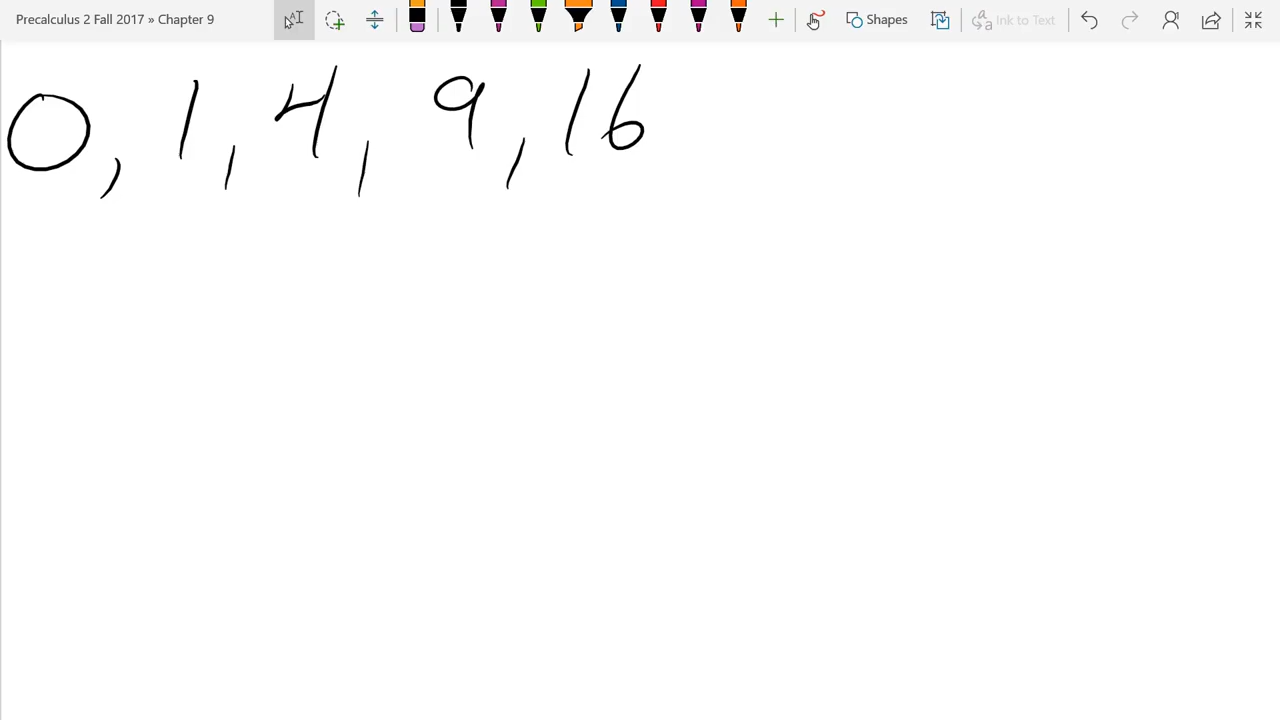 Precalculus 2 Fall 2017 » Chapter 9
Shapes
Ink to Text
0, 1, 4, 9, 16